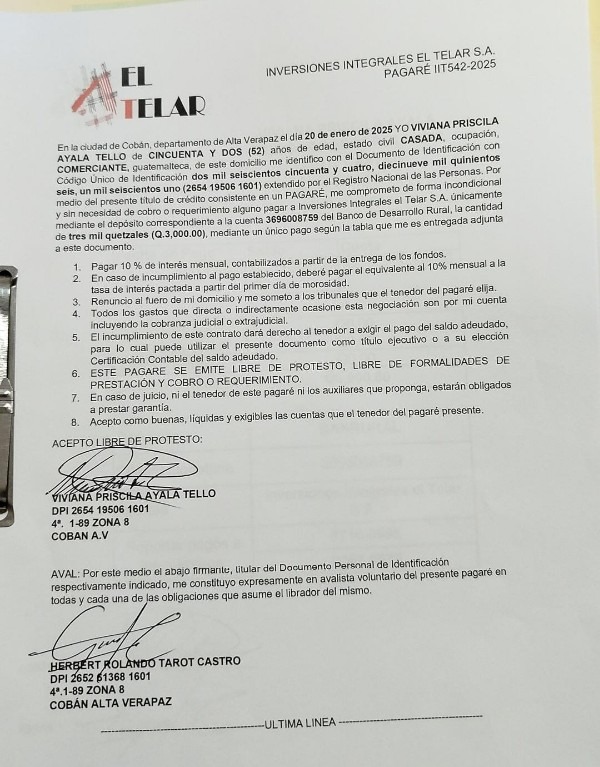 EL
TELAR
INVERSIONES INTEGRALES EL TELAR S.A.
PAGARÉ IIT542-2025
En la ciudad de Cobán, departamento de Alta Verapaz el día 20 de enero de 2025 YO VIVIANA PRISCILA
AYALA TELLO de CINCUENTA Y DOS (52) años de edad, estado civil CASADA, ocupación,
COMERCIANTE, guatemalteca, de este domicilio me identifico con el Documento de Identificación con
Código Único de Identificación dos mil seiscientos cincuenta y cuatro, diecinueve mil quinientos
seis, un mil seiscientos uno (2654 19506 1601) extendido por el Registro Nacional de las Personas. Por
medio del presente título de crédito consistente en un PAGARÉ, me comprometo de forma incondicional
y sin necesidad de cobro o requerimiento alguno pagar a Inversiones Integrales el Telar S.A. únicamente
mediante el depósito correspondiente a la cuenta 3696008759 del Banco de Desarrollo Rural, la cantidad
de tres mil quetzales (Q.3,000.00), mediante un único pago según la tabla que me es entregada adjunta
a este documento.
1. Pagar 10 % de interés mensual, contabilizados a partir de la entrega de los fondos.
2. En caso de incumplimiento al pago establecido, deberé pagar el equivalente al 10% mensual a la
tasa de interés pactada a partir del primer día de morosidad.
3. Renuncio al fuero de mi domicilio y me someto a los tribunales que el tenedor del pagaré elija.
4. Todos los gastos que directa o indirectamente ocasione esta negociación son por mi cuenta
incluyendo la cobranza judicial o extrajudicial.
5. El incumplimiento de este contrato dará derecho al tenedor a exigir el pago del saldo adeudado,
para lo cual puede utilizar el presente documento como título ejecutivo o a su elección
Certificación Contable del saldo adeudado.
6. ESTE PAGARE SE EMITE LIBRE DE PROTESTO, LIBRE DE FORMALIDADES DE
PRESTACIÓN Y COBRO O REQUERIMIENTO.
7. En caso de juicio, ni el tenedor de este pagaré ni los auxiliares que proponga, estarán obligados
a prestar garantía.
8. Acepto como buenas, líquidas y exigibles las cuentas que el tenedor del pagaré presente.
ACEPTO LIBRE DE PROTESTO:
VIVIANA PRISCILA AYALA TELLO
DPI 2654 19506 1601
4ª. 1-89 ZONA 8
COBAN A.V
AVAL: Por este medio el abajo firmante, titular del Documento Personal de Identificación
respectivamente indicado, me constituyo expresamente en avalista voluntario del presente pagaré en
todas y cada una de las obligaciones que asume el librador del mismo.
HERBERT ROLANDO TAROT CASTRO
DPI 2652 61368 1601
4ª.1-89 ZONA 8
COBÁN ALTA VERAPAZ
------------------------------ULTIMA LINEA ------------------------------